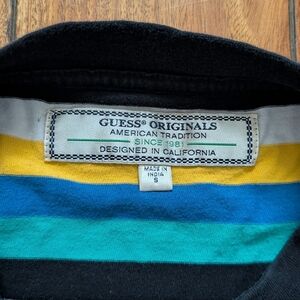 GUESS® ORIGINALS
AMERICAN TRADITION
SINCE 1981
DESIGNED IN CALIFORNIA
MADE IN
INDIA
S